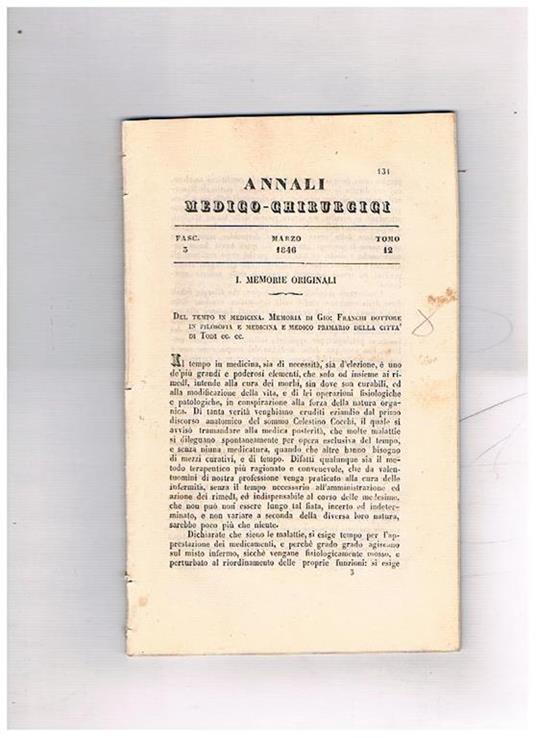 131
ANNALI
MEDICO-CHIRURGICI
FASC. MARZO TOMO
3 1846 12
I. MEMORIE ORIGINALI
DEL TEMPO IN MEDICINA. MEMORIA DI GIO: FRANCHI DOTTORE
IN FILOSOFIA E MEDICINA E MEDICO PRIMARIO DELLA CITTA'
DI TODI ec. ec.
Il tempo in medicina, sia di necessità, sia d'elezione, è uno
de'più grandi e poderosi elementi, che solo od insieme ai ri-
medî, intende alla cura dei morbi, sin dove son curabili, ed
alla modificazione della vita, e di lei operazioni fisiologiche
e patologiche, in conspirazione alla forza della natura orga-
nica. Di tanta verità venghiamo eruditi eziandio dal primo
discorso anatomico del sommo Celestino Cocchi, il quale si
avvisò tramandare alla medica posterità, che molte malattie
si dileguano spontaneamente per opera esclusiva del tempo,
e senza niuna medicatura, quando che altre hanno bisogno
di mezzi curativi, e di tempo. Difatti qualunque sia il me-
todo terapeutico più ragionato e convenevole, che da valen-
tuomini di nostra professione venga praticato alla cura delle
infermità, senza il tempo necessario all'amministrazione ed
azione dei rimedî, ed indispensabile al corso delle medesime,
che non può non essere lungo tal fiata, incerto ed indeter-
minato, e non variare a seconda della diversa loro natura,
sarebbe poco più che niente.
Dichiarate che sieno le malattie, si esige tempo per l'ap-
prestazione dei medicamenti, e perchè grado grado agiscano
sul misto infermo, sicchè vengane fisiologicamente mosso, e
perturbato al riordinamento delle proprie funzioni: si esige
3